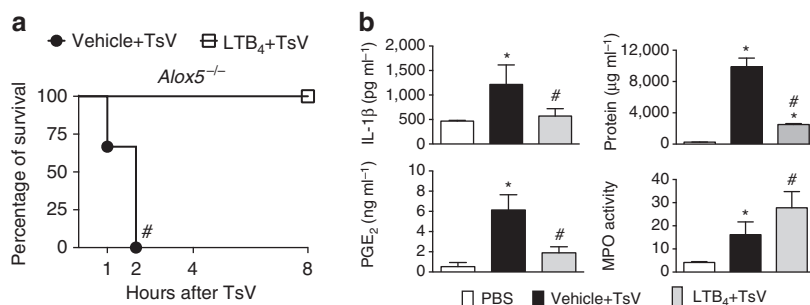 a
Vehicle+TsV LTB₄+TsV
Alox5⁻/⁻
Percentage of survival
100
75
50
25
0
1 2 4 8
Hours after TsV
#
b
IL-1β (pg ml⁻¹)
2,000
1,500
1,000
500
0
*
#
Protein (μg ml⁻¹)
12,000
8,000
4,000
0
*
#
*
PGE₂ (ng ml⁻¹)
8
6
4
2
0
*
#
MPO activity
40
30
20
10
0
*
#
PBS Vehicle+TsV LTB₄+TsV